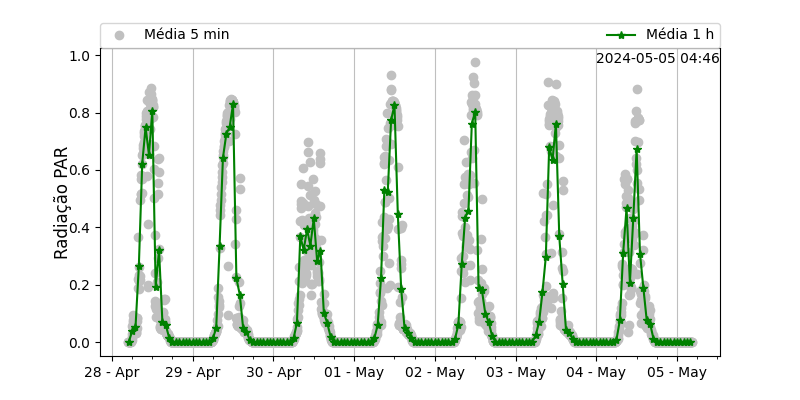 Média 5 min
Média 1 h
2024-05-05 04:46
Radiação PAR
1.0
0.8
0.6
0.4
0.2
0.0
28 - Apr
29 - Apr
30 - Apr
01 - May
02 - May
03 - May
04 - May
05 - May